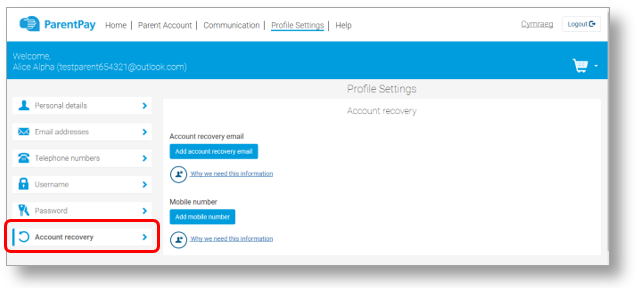 ParentPay Home | Parent Account | Communication | Profile Settings | Help Cymraeg Logout
Welcome,
Alice Alpha (testparent654321@outlook.com)
Profile Settings
Personal details
Email addresses
Telephone numbers
Username
Password
Account recovery
Account recovery
Account recovery email
Add account recovery email
Why we need this information
Mobile number
Add mobile number
Why we need this information